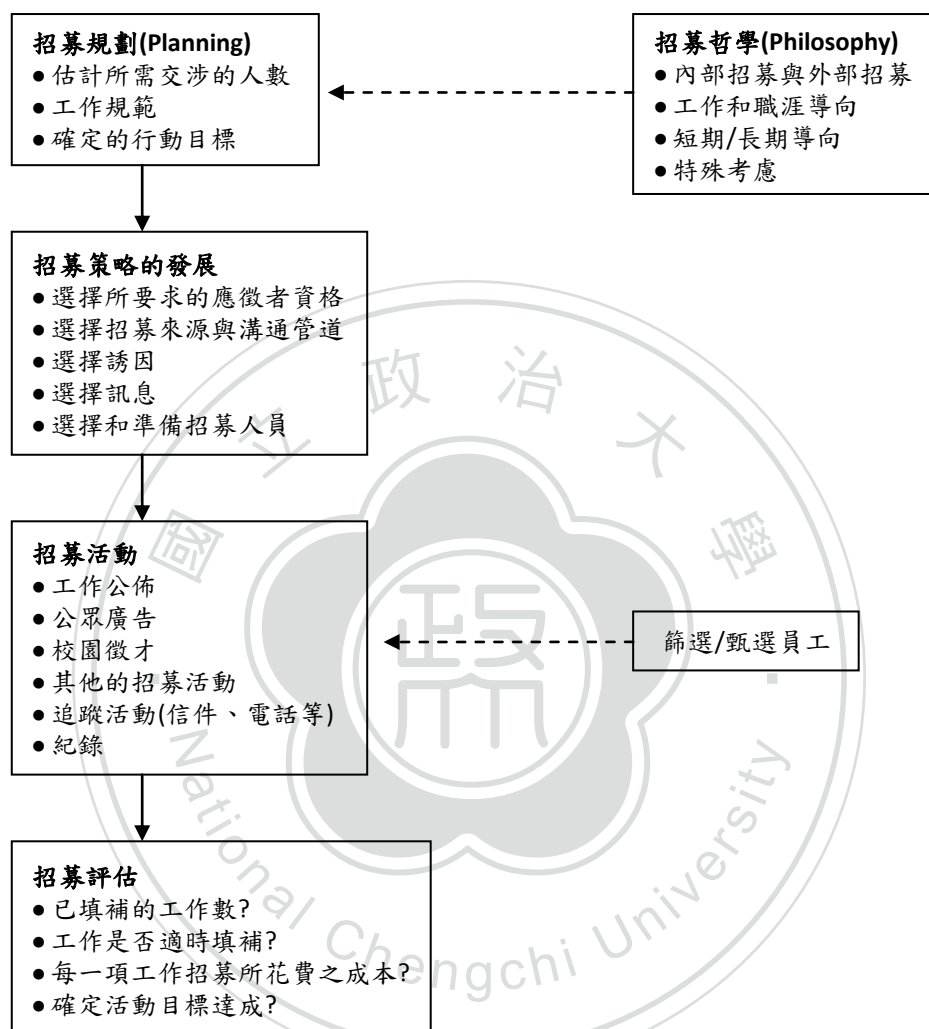 招募規劃(Planning)
● 估計所需交涉的人數
● 工作規範
● 確定的行動目標
招募哲學(Philosophy)
● 內部招募與外部招募
● 工作和職涯導向
● 短期/長期導向
● 特殊考慮
招募策略的發展
● 選擇所要求的應徵者資格
● 選擇招募來源與溝通管道
● 選擇誘因
● 選擇訊息
● 選擇和準備招募人員
招募活動
● 工作公佈
● 公眾廣告
● 校園徵才
● 其他的招募活動
● 追蹤活動(信件、電話等)
● 紀錄
篩選/甄選員工
招募評估
● 已填補的工作數?
● 工作是否適時填補?
● 每一項工作招募所花費之成本?
● 確定活動目標達成?
國立政治大學
政
National Chengchi University